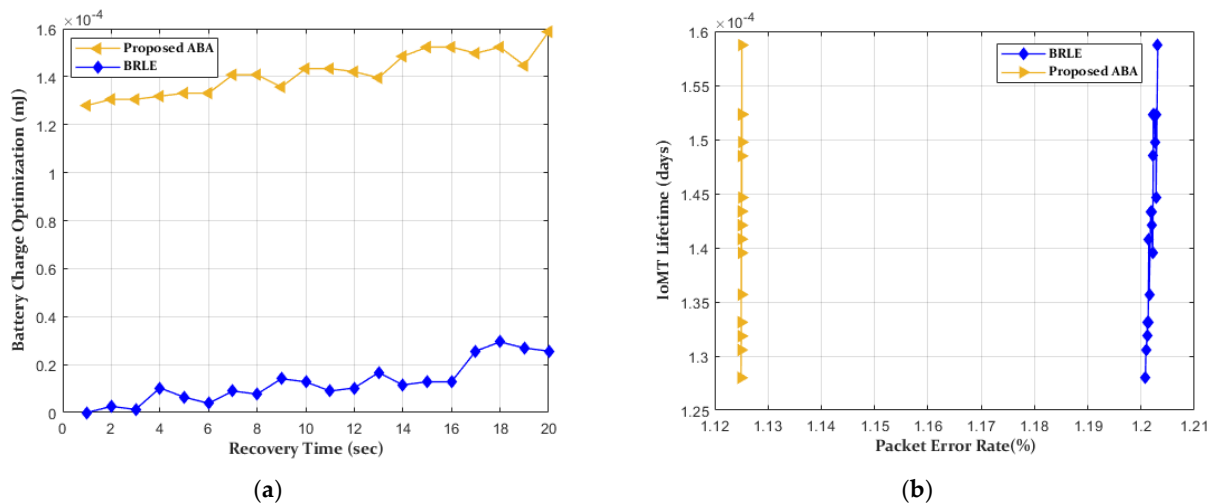 ×10⁻⁴
1.6
1.4
1.2
1
0.8
0.6
0.4
0.2
0
Battery Charge Optimization (mJ)
Proposed ABA
BRLE
0 2 4 6 8 10 12 14 16 18 20
Recovery Time (sec)
(a)
×10⁻⁴
1.6
1.55
1.5
1.45
1.4
1.35
1.3
1.25
IoMT Lifetime (days)
BRLE
Proposed ABA
1.12 1.13 1.14 1.15 1.16 1.17 1.18 1.19 1.2 1.21
Packet Error Rate(%)
(b)